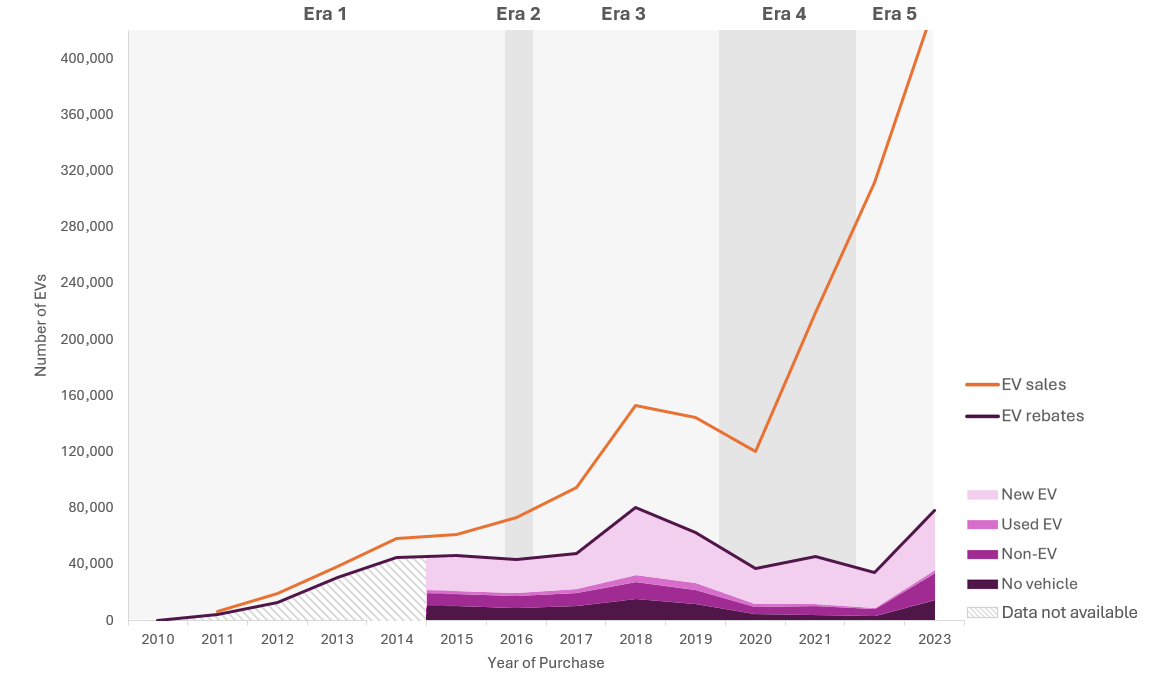 Era 1 Era 2 Era 3 Era 4 Era 5
400,000
360,000
320,000
280,000
240,000
200,000
160,000
120,000
80,000
40,000
0
Number of EVs
2010 2011 2012 2013 2014 2015 2016 2017 2018 2019 2020 2021 2022 2023
Year of Purchase
EV sales
EV rebates
New EV
Used EV
Non-EV
No vehicle
Data not available